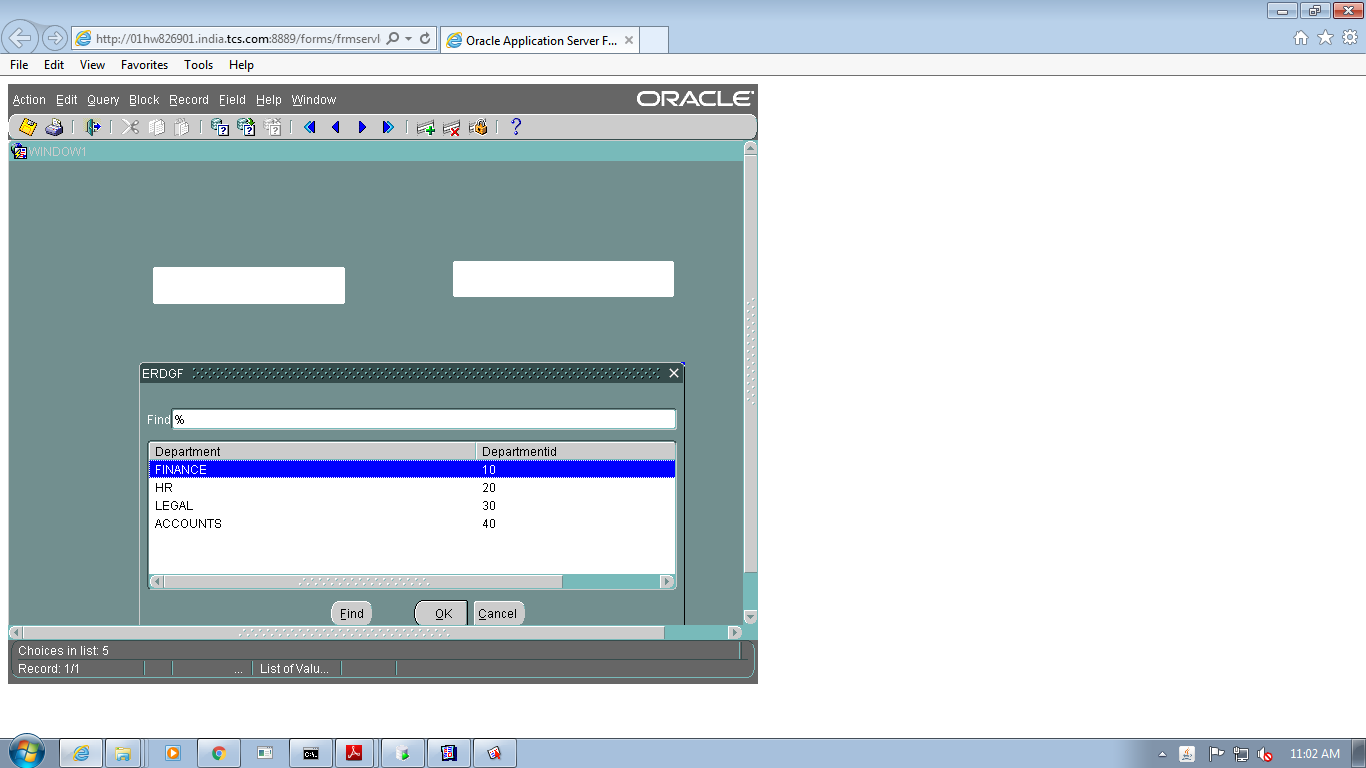 http://01hw826901.india.tcs.com:8889/forms/frmservl
Oracle Application Server F...
File Edit View Favorites Tools Help
Action Edit Query Block Record Field Help Window
ORACLE
WINDOW1
ERDGF
Find %
Department Departmentid
FINANCE 10
HR 20
LEGAL 30
ACCOUNTS 40
Find OK Cancel
Choices in list: 5
Record: 1/1 ... List of Valu...
11:02 AM